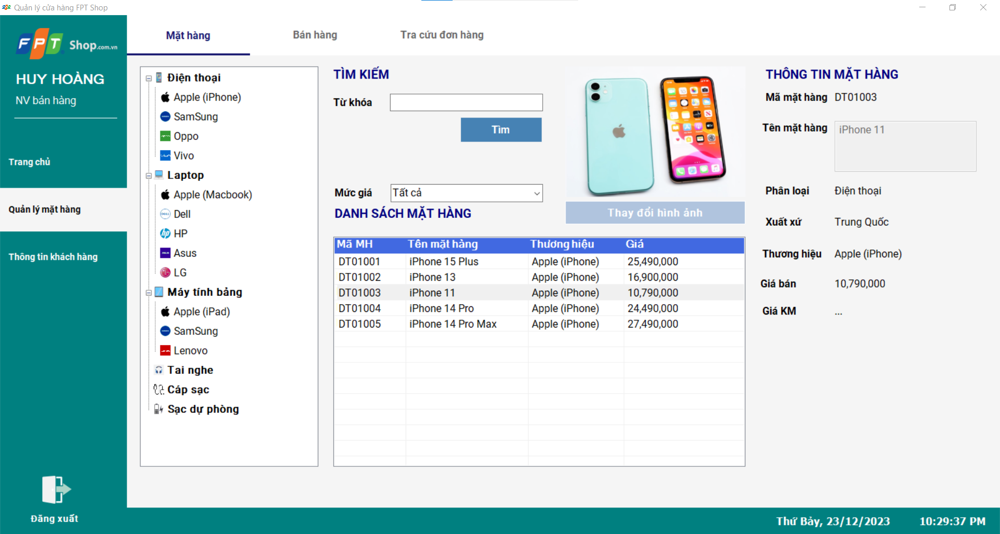 Quản lý cửa hàng FPT Shop
FPT Shop.com.vn
HUY HOÀNG
NV bán hàng
Trang chủ
Quản lý mặt hàng
Thông tin khách hàng
Đăng xuất
Mặt hàng
Bán hàng
Tra cứu đơn hàng
Điện thoại
Apple (iPhone)
SamSung
Oppo
Vivo
Laptop
Apple (Macbook)
Dell
HP
Asus
LG
Máy tính bảng
Apple (iPad)
SamSung
Lenovo
Tai nghe
Cáp sạc
Sạc dự phòng
TÌM KIẾM
Từ khóa
Tìm
Mức giá Tất cả
DANH SÁCH MẶT HÀNG
Thay đổi hình ảnh
Mã MH Tên mặt hàng Thương hiệu Giá
DT01001 iPhone 15 Plus Apple (iPhone) 25,490,000
DT01002 iPhone 13 Apple (iPhone) 16,900,000
DT01003 iPhone 11 Apple (iPhone) 10,790,000
DT01004 iPhone 14 Pro Apple (iPhone) 24,490,000
DT01005 iPhone 14 Pro Max Apple (iPhone) 27,490,000
THÔNG TIN MẶT HÀNG
Mã mặt hàng DT01003
Tên mặt hàng iPhone 11
Phân loại Điện thoại
Xuất xứ Trung Quốc
Thương hiệu Apple (iPhone)
Giá bán 10,790,000
Giá KM ...
Thứ Bảy, 23/12/2023 10:29:37 PM